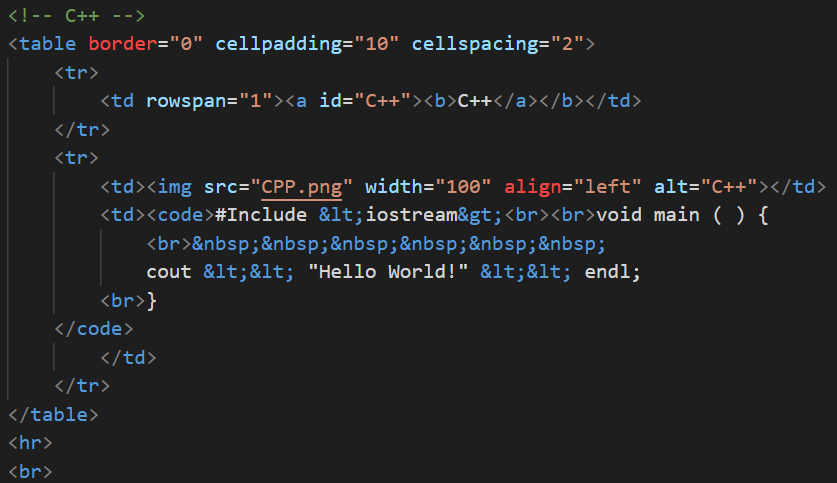 <!-- C++ -->
<table border="0" cellpadding="10" cellspacing="2">
    <tr>
        <td rowspan="1"><a id="C++"><b>C++</a></b></td>
    </tr>
    <tr>
        <td><img src="CPP.png" width="100" align="left" alt="C++"></td>
        <td><code>#Include &lt;iostream&gt;<br><br>void main ( ) {
            <br>&nbsp;&nbsp;&nbsp;&nbsp;&nbsp;&nbsp;
            cout &lt;&lt; "Hello World!" &lt;&lt; endl;
        <br>}
    </code>
        </td>
    </tr>
</table>
<hr>
<br>